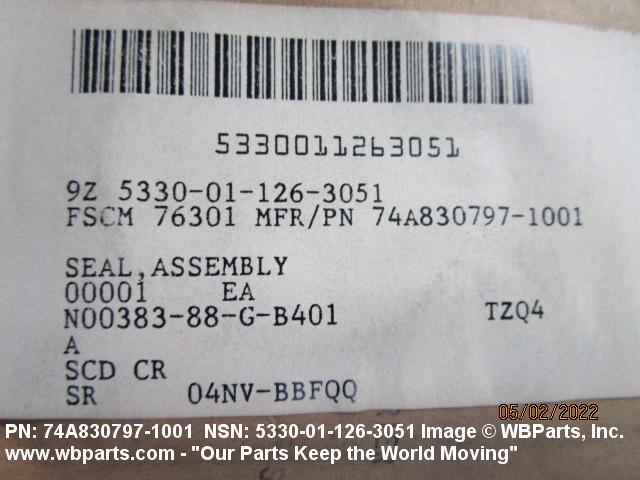 5330011263051
9Z 5330-01-126-3051
FSCM 76301 MFR/PN 74A830797-1001
SEAL,ASSEMBLY
00001 EA
N00383-88-G-B401 TZQ4
A
SCD CR
SR 04NV-BBFQQ
05/02/2022
PN: 74A830797-1001 NSN: 5330-01-126-3051 Image © WBParts, Inc.
www.wbparts.com - "Our Parts Keep the World Moving"